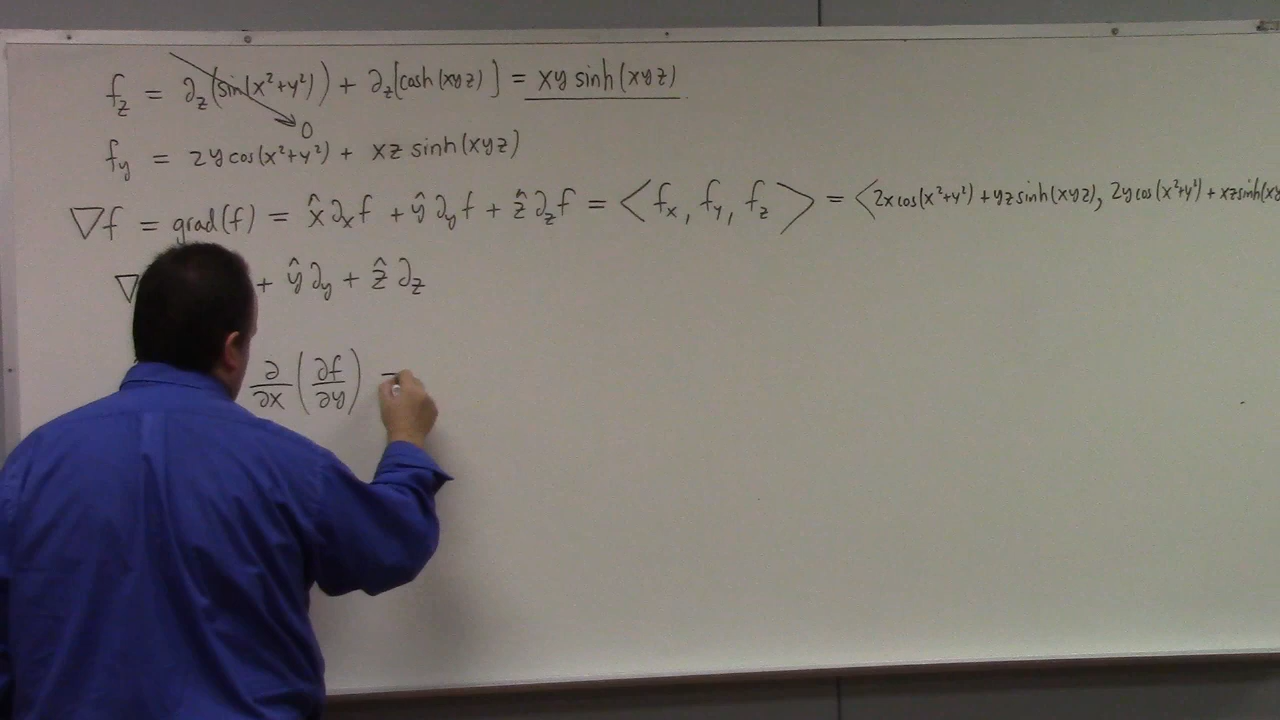 f_z = ∂_z(sin(x²+y²)) + ∂_z[cosh(xyz)] = xy sinh(xyz)
0
f_y = 2y cos(x²+y²) + xz sinh(xyz)
∇f = grad(f) = x̂ ∂_x f + ŷ ∂_y f + ẑ ∂_z f = ⟨f_x, f_y, f_z⟩ = ⟨2x cos(x²+y²) + yz sinh(xyz), 2y cos(x²+y²) + xz sinh(xy
∇ + ŷ ∂_y + ẑ ∂_z
∂/∂x (∂f/∂y) =